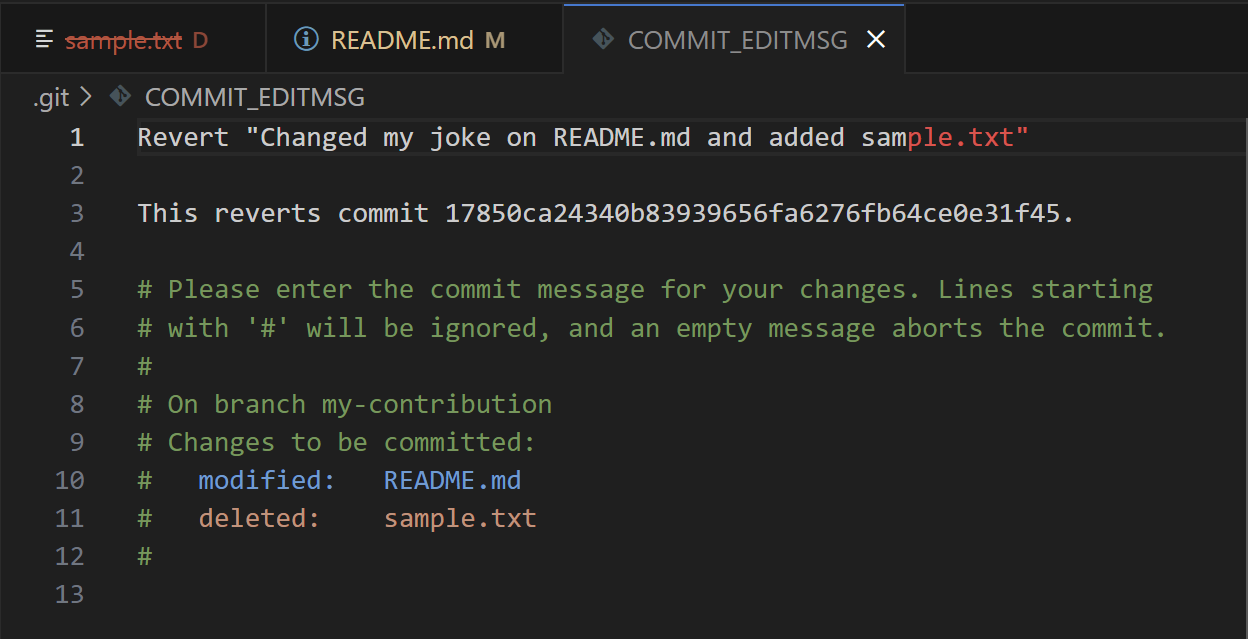 sample.txt D README.md M COMMIT_EDITMSG
.git > COMMIT_EDITMSG
1 Revert "Changed my joke on README.md and added sample.txt"
2
3 This reverts commit 17850ca24340b83939656fa6276fb64ce0e31f45.
4
5 # Please enter the commit message for your changes. Lines starting
6 # with '#' will be ignored, and an empty message aborts the commit.
7 #
8 # On branch my-contribution
9 # Changes to be committed:
10 #   modified:   README.md
11 #   deleted:    sample.txt
12 #
13